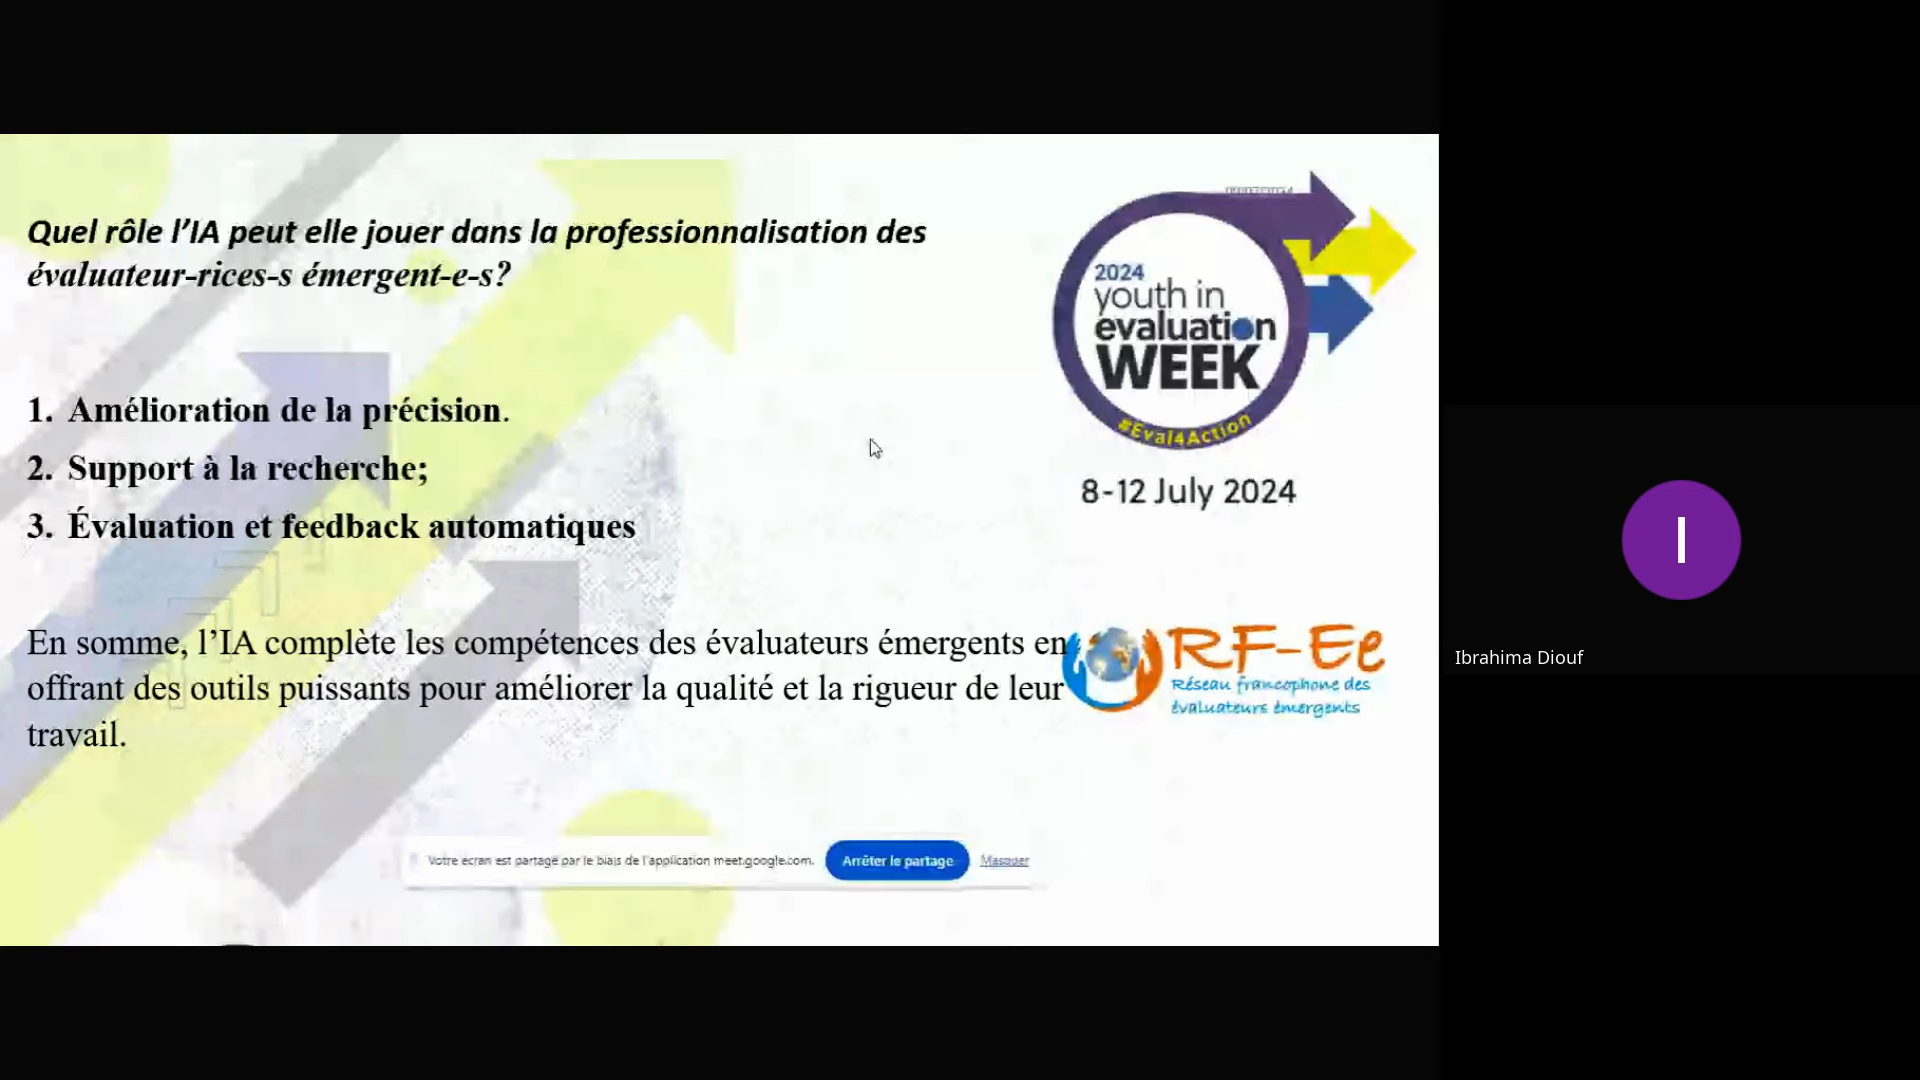 Quel rôle l’IA peut elle jouer dans la professionnalisation des
évaluateur-rices-s émergent-e-s?
1. Amélioration de la précision.
2. Support à la recherche;
3. Évaluation et feedback automatiques
En somme, l’IA complète les compétences des évaluateurs émergents en
offrant des outils puissants pour améliorer la qualité et la rigueur de leur
travail.
2024
youth in
evaluation
WEEK
#Eval4Action
8-12 July 2024
RF-Ee
Réseau francophone des
évaluateurs émergents
Votre écran est partagé par le biais de l'application meet.google.com.
Arrêter le partage
Masquer
I
Ibrahima Diouf